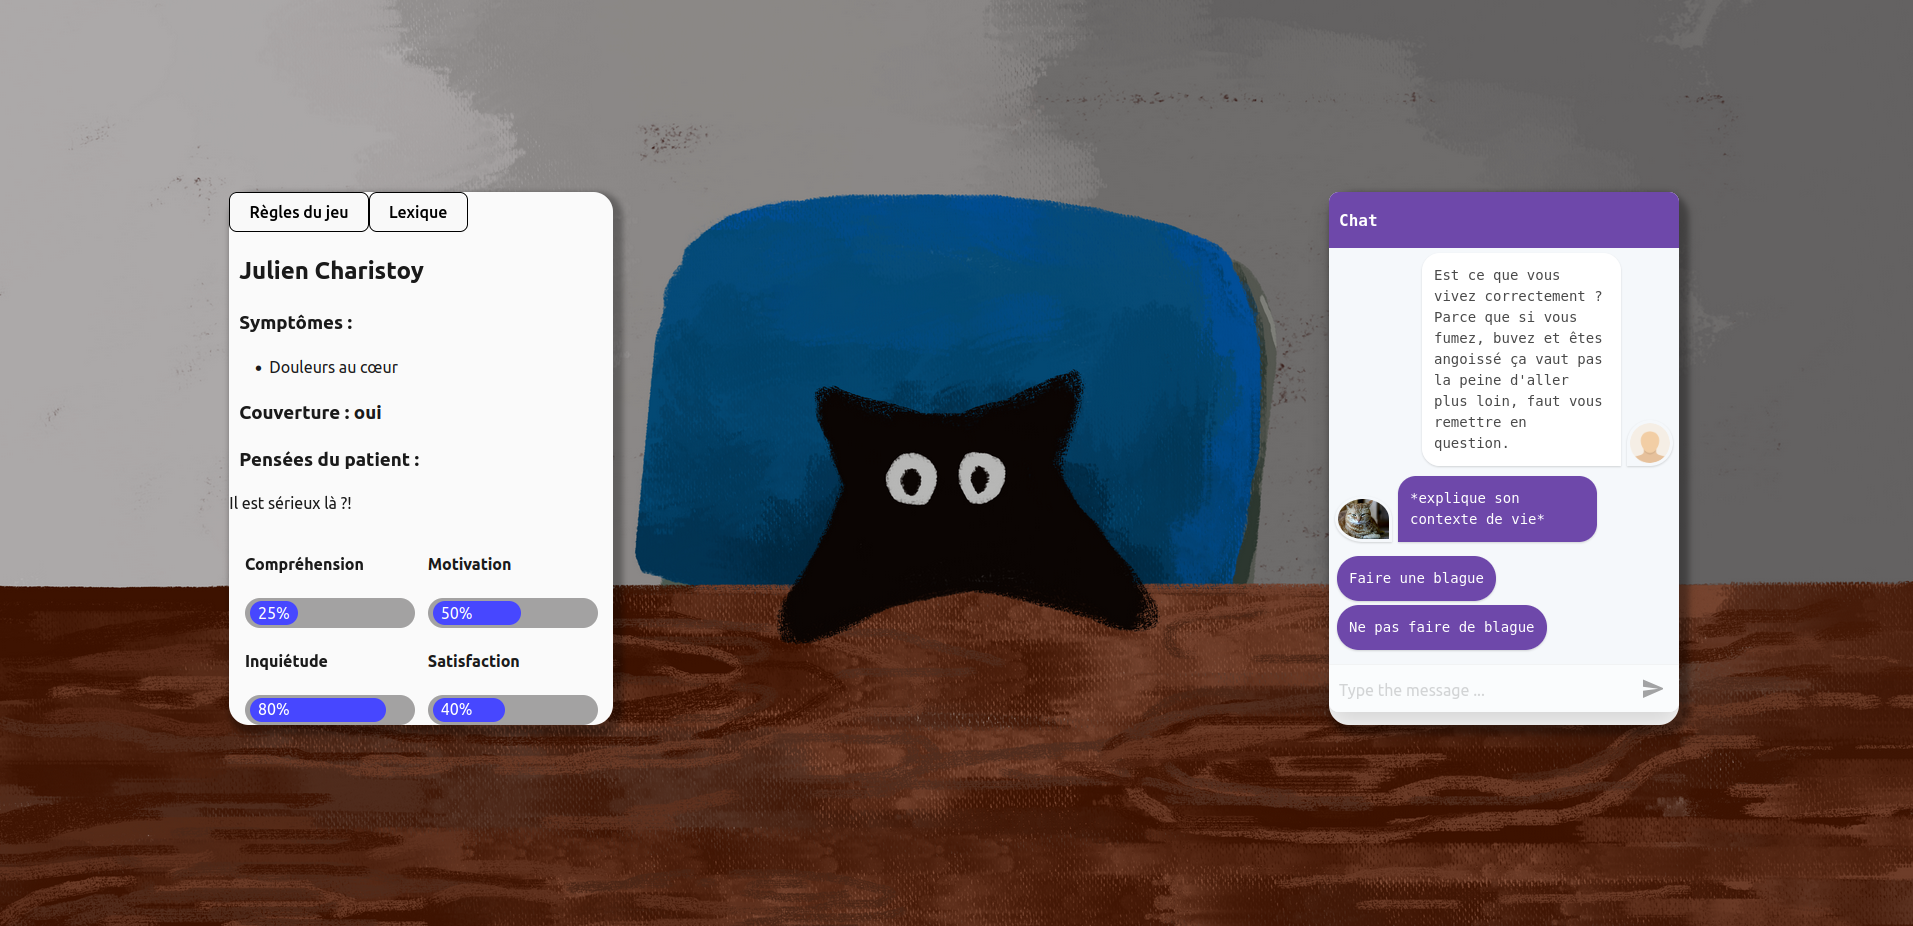 Règles du jeu
Lexique
Julien Charistoy
Symptômes :
• Douleurs au cœur
Couverture : oui
Pensées du patient :
Il est sérieux là ?!
Compréhension
Motivation
25%
50%
Inquiétude
Satisfaction
80%
40%
Chat
Est ce que vous
vivez correctement ?
Parce que si vous
fumez, buvez et êtes
angoissé ça vaut pas
la peine d'aller
plus loin, faut vous
remettre en
question.
*explique son
contexte de vie*
Faire une blague
Ne pas faire de blague
Type the message ...